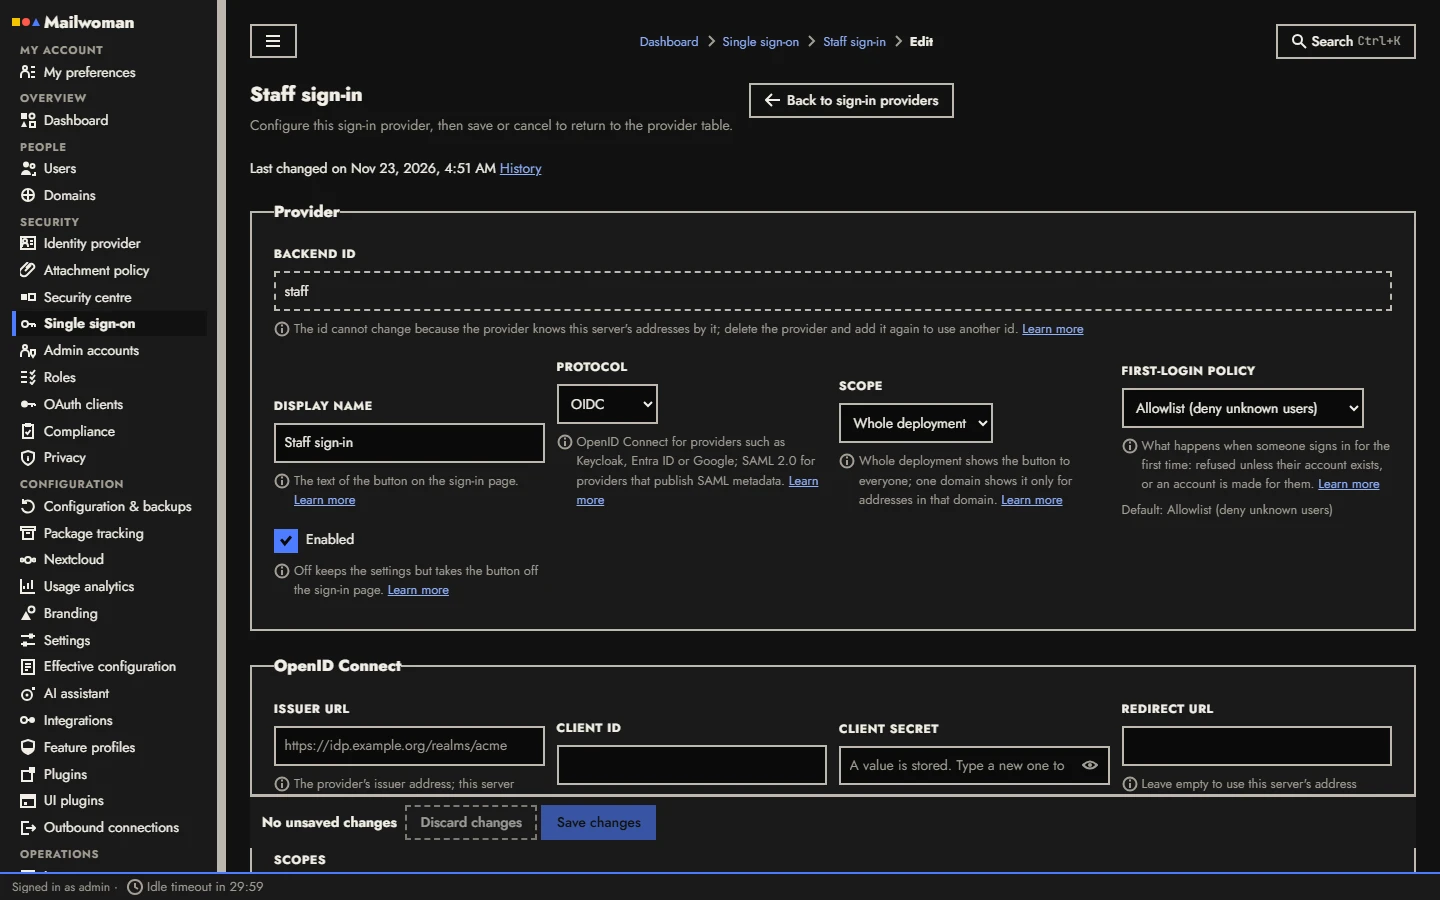 Mailwoman
MY ACCOUNT
My preferences
OVERVIEW
Dashboard
PEOPLE
Users
Domains
SECURITY
Identity provider
Attachment policy
Security centre
Single sign-on
Admin accounts
Roles
OAuth clients
Compliance
Privacy
CONFIGURATION
Configuration & backups
Package tracking
Nextcloud
Usage analytics
Branding
Settings
Effective configuration
AI assistant
Integrations
Feature profiles
Plugins
UI plugins
Outbound connections
OPERATIONS
Dashboard > Single sign-on > Staff sign-in > Edit
Search Ctrl+K
Staff sign-in
Back to sign-in providers
Configure this sign-in provider, then save or cancel to return to the provider table.
Last changed on Nov 23, 2026, 4:51 AM History
Provider
BACKEND ID
staff
The id cannot change because the provider knows this server's addresses by it; delete the provider and add it again to use another id. Learn more
DISPLAY NAME
Staff sign-in
The text of the button on the sign-in page.
Learn more
PROTOCOL
OIDC
OpenID Connect for providers such as
Keycloak, Entra ID or Google; SAML 2.0 for
providers that publish SAML metadata. Learn
more
SCOPE
Whole deployment
Whole deployment shows the button to
everyone; one domain shows it only for
addresses in that domain. Learn more
FIRST-LOGIN POLICY
Allowlist (deny unknown users)
What happens when someone signs in for the
first time: refused unless their account exists,
or an account is made for them. Learn more
Default: Allowlist (deny unknown users)
Enabled
Off keeps the settings but takes the button off
the sign-in page. Learn more
OpenID Connect
ISSUER URL
https://idp.example.org/realms/acme
The provider's issuer address; this server
CLIENT ID
CLIENT SECRET
A value is stored. Type a new one to
REDIRECT URL
Leave empty to use this server's address
No unsaved changes
Discard changes
Save changes
SCOPES
Signed in as admin ·
Idle timeout in 29:59